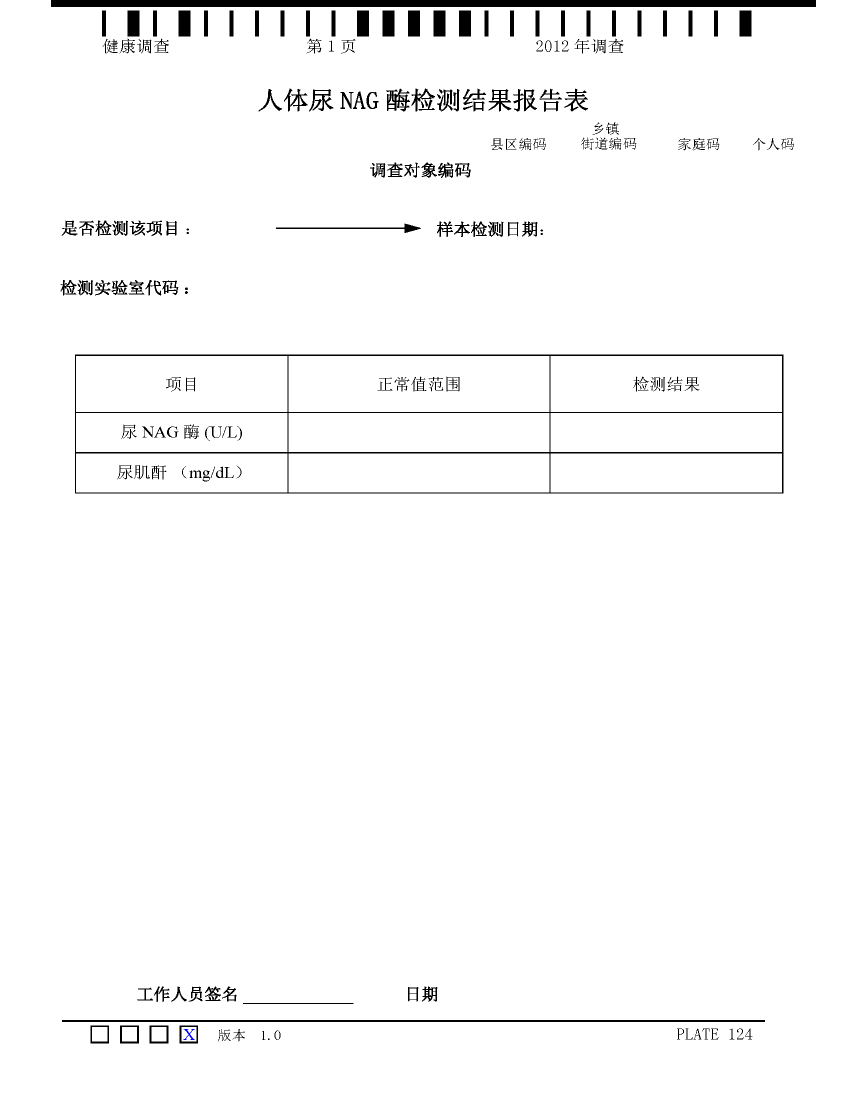 健康调查 第 1 页 2012 年调查
人体尿 NAG 酶检测结果报告表
乡镇
县区编码 街道编码 家庭码 个人码
调查对象编码
是否检测该项目： 样本检测日期：
检测实验室代码：
项目 正常值范围 检测结果
尿 NAG 酶 (U/L)
尿肌酐 （mg/dL）
工作人员签名 日期
X 版本 1.0 PLATE 124